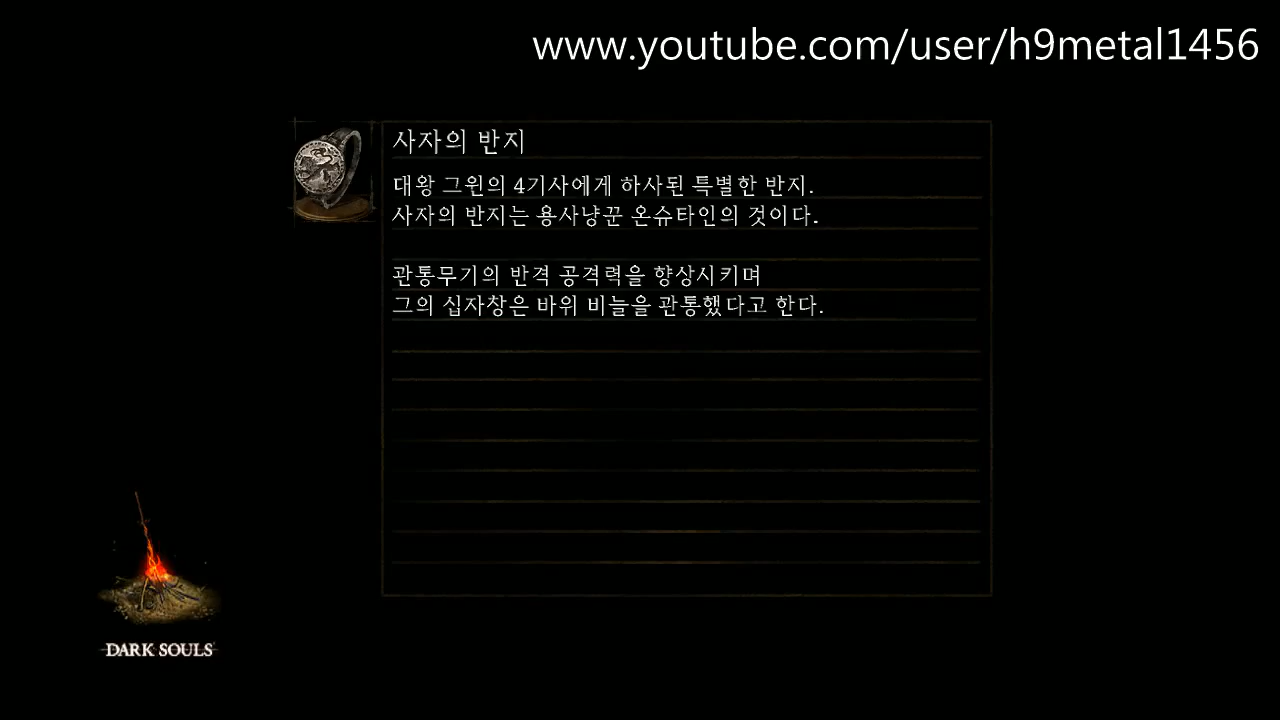 www.youtube.com/user/h9metal1456
사자의 반지
대왕 그윈의 4기사에게 하사된 특별한 반지.
사자의 반지는 용사냥꾼 온슈타인의 것이다.
관통무기의 반격 공격력을 향상시키며
그의 십자창은 바위 비늘을 관통했다고 한다.
DARK SOULS